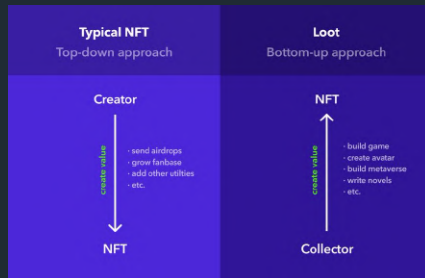 Typical NFT
Top-down approach
Creator
create value
· send airdrops
· grow fanbase
· add other utilties
· etc.
NFT
Loot
Bottom-up approach
NFT
create value
· build game
· create avatar
· build metaverse
· write novels
· etc.
Collector